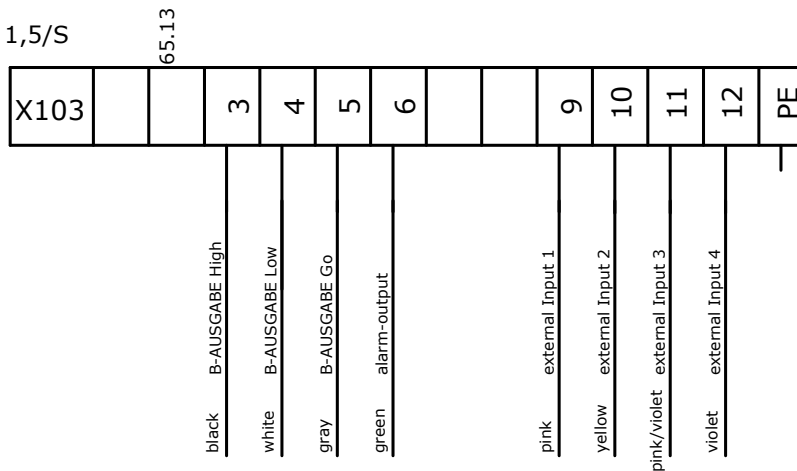 1,5/S
65.13
X103 3 4 5 6 9 10 11 12 PE
B-AUSGABE High
B-AUSGABE Low
B-AUSGABE Go
alarm-output
external Input 1
external Input 2
external Input 3
external Input 4
black
white
gray
green
pink
yellow
pink/violet
violet